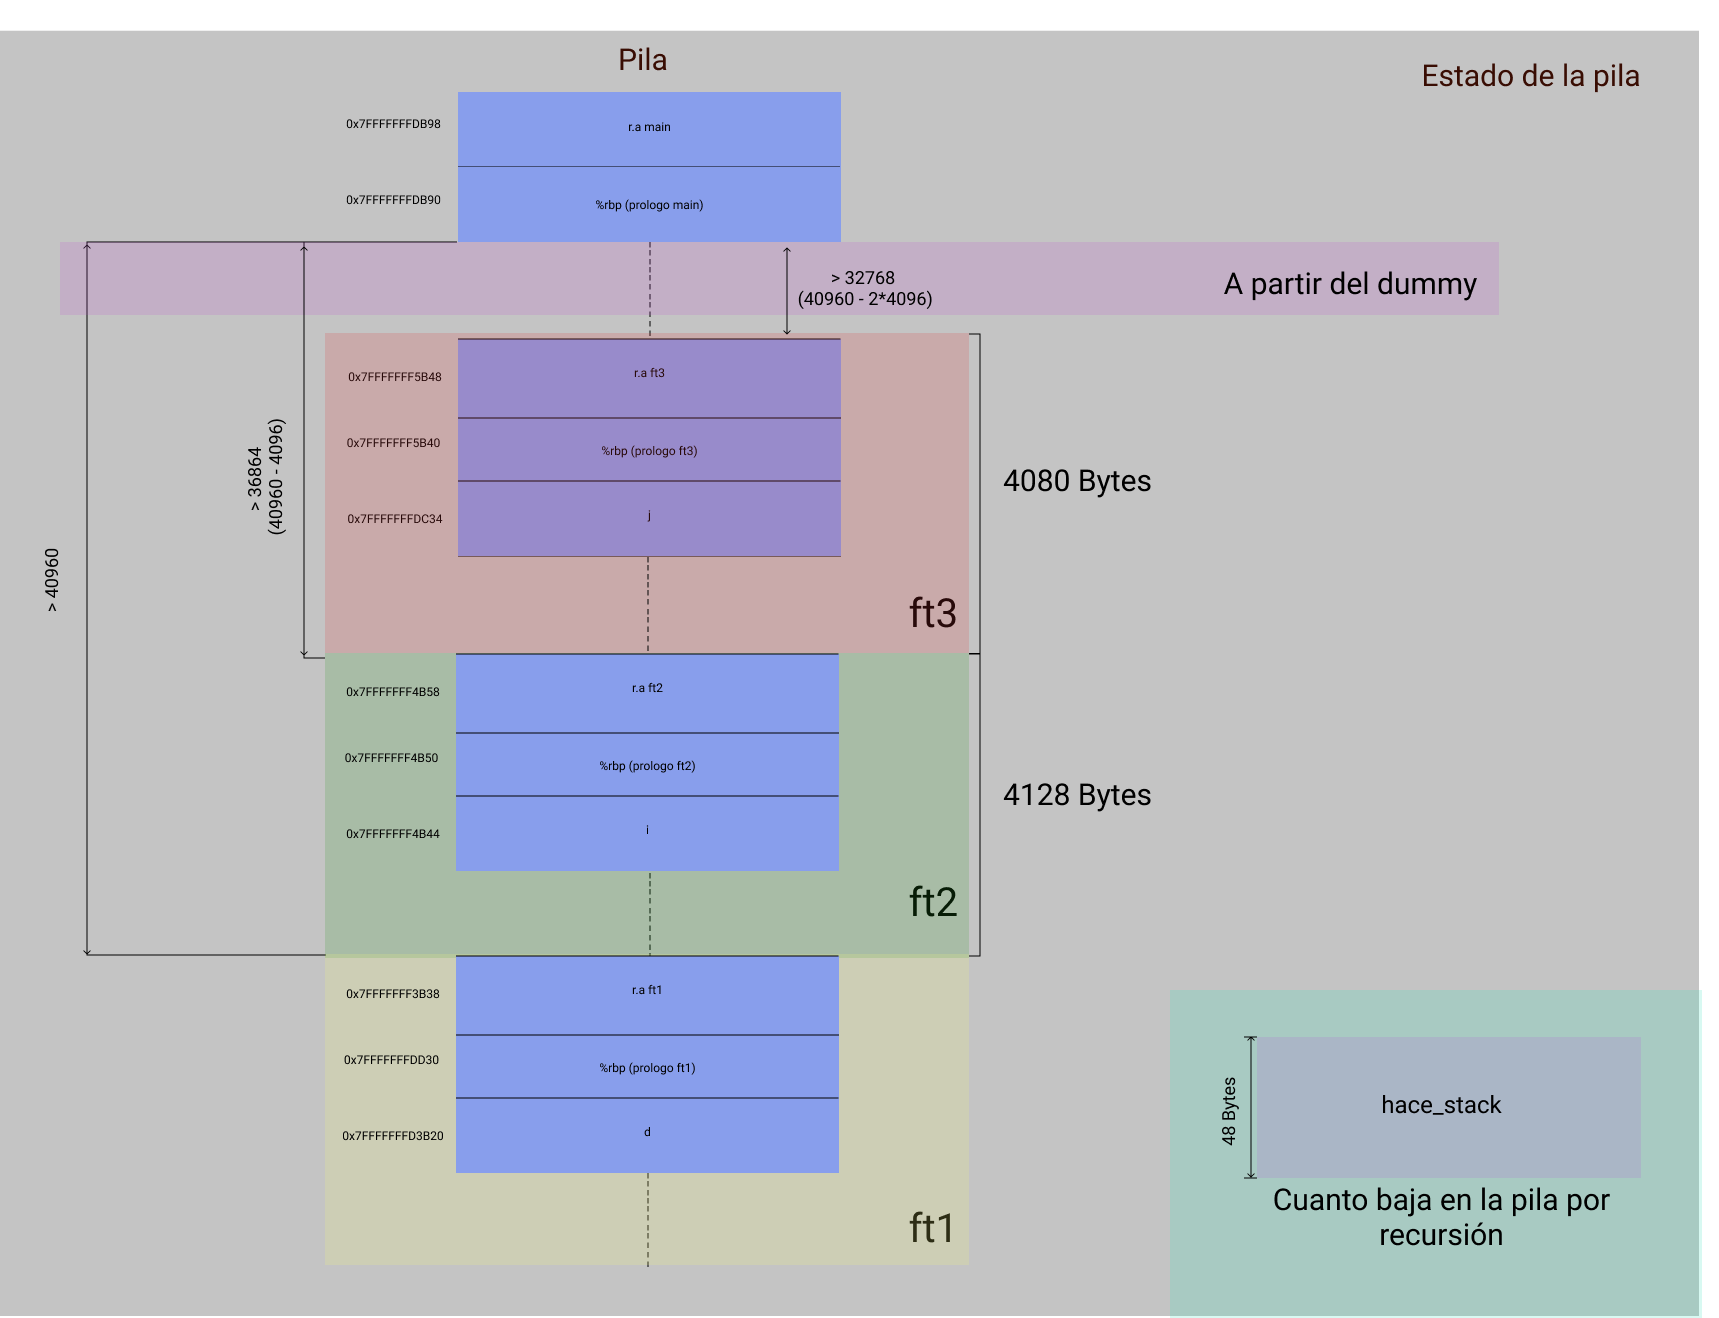 Pila
Estado de la pila
0x7FFFFFFFDB98
r.a main
0x7FFFFFFFDB90
%rbp (prologo main)
> 32768
(40960 - 2*4096)
A partir del dummy
0x7FFFFFFF5B48
r.a ft3
0x7FFFFFFF5B40
%rbp (prologo ft3)
4080 Bytes
> 36864
(40960 - 4096)
0x7FFFFFFFDC34
j
> 40960
ft3
0x7FFFFFFF4B58
r.a ft2
0x7FFFFFFF4B50
%rbp (prologo ft2)
4128 Bytes
0x7FFFFFFF4B44
i
ft2
0x7FFFFFFF3B38
r.a ft1
0x7FFFFFFFDD30
%rbp (prologo ft1)
0x7FFFFFFFD3B20
d
ft1
48 Bytes
hace_stack
Cuanto baja en la pila por
recursión